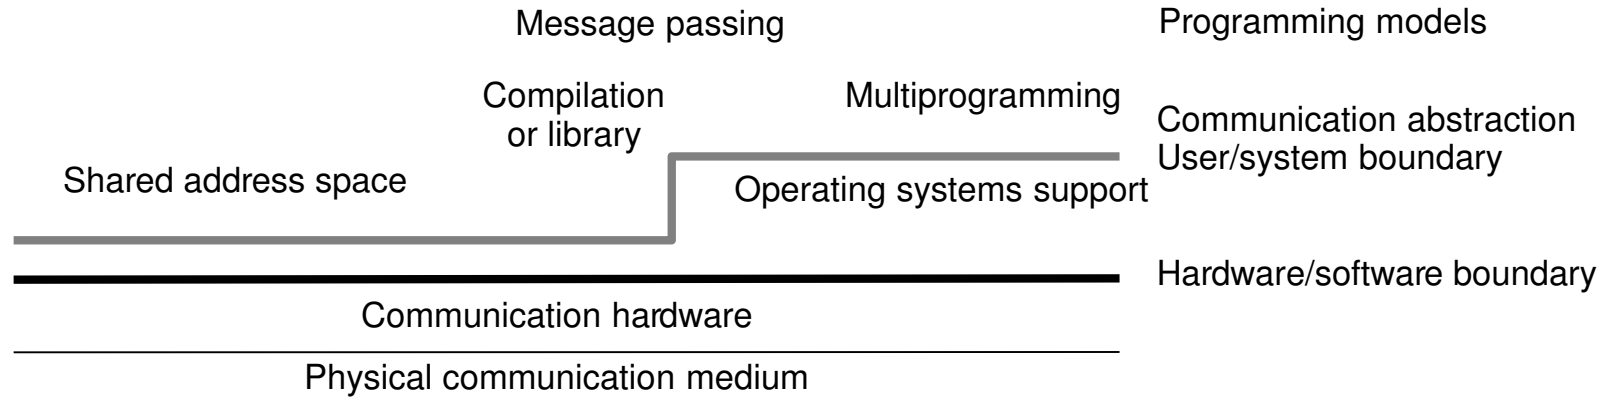 Message passing
Programming models
Compilation
or library
Multiprogramming
Communication abstraction
User/system boundary
Shared address space
Operating systems support
Hardware/software boundary
Communication hardware
Physical communication medium